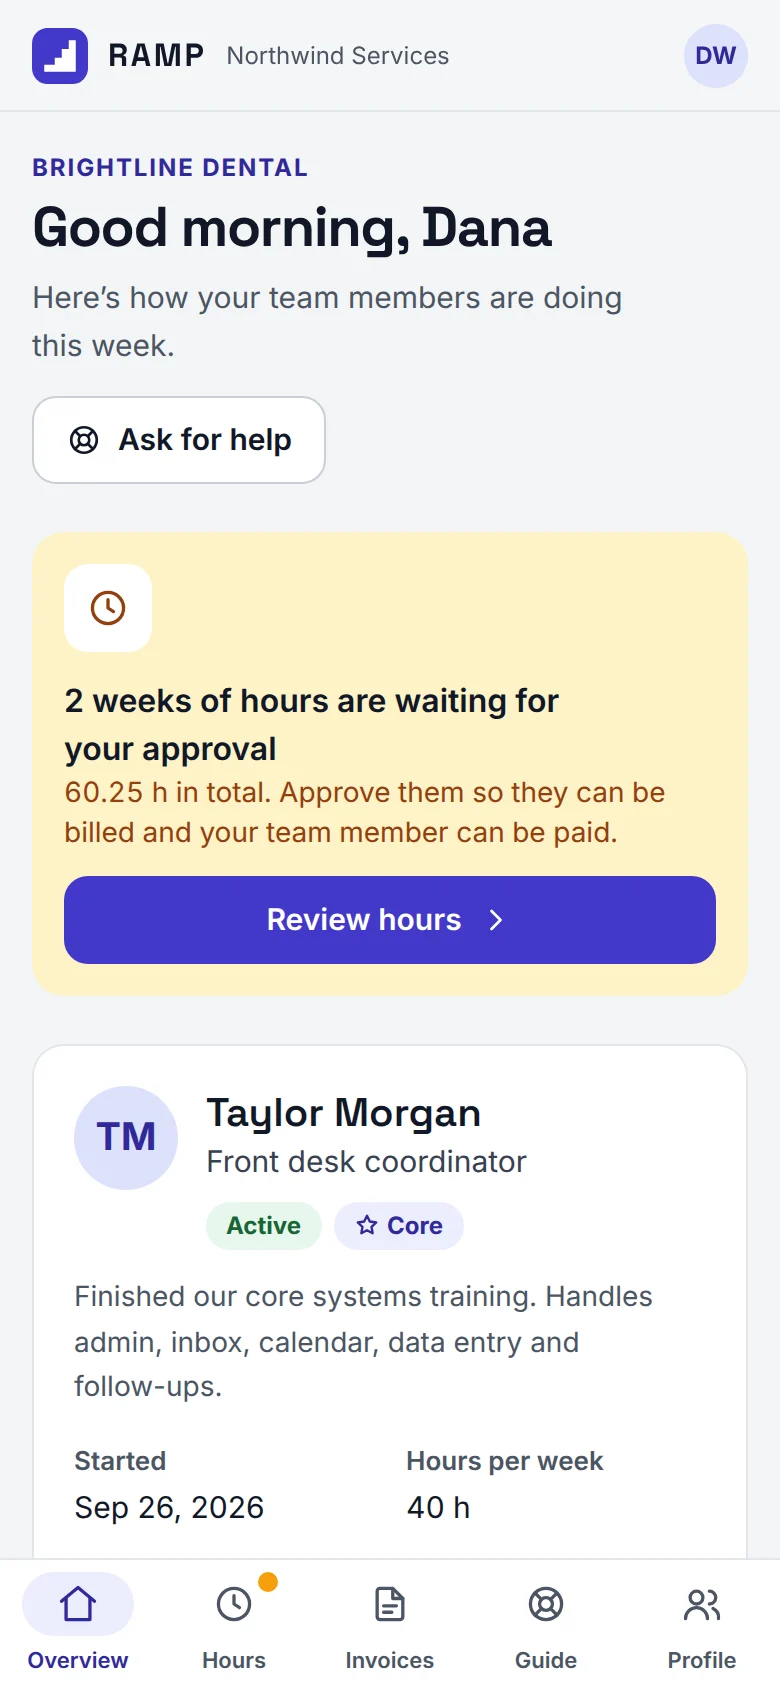 RAMP Northwind Services DW
BRIGHTLINE DENTAL
Good morning, Dana
Here’s how your team members are doing
this week.
Ask for help
2 weeks of hours are waiting for
your approval
60.25 h in total. Approve them so they can be
billed and your team member can be paid.
Review hours
TM
Taylor Morgan
Front desk coordinator
Active Core
Finished our core systems training. Handles
admin, inbox, calendar, data entry and
follow-ups.
Started Hours per week
Sep 26, 2026 40 h
Overview Hours Invoices Guide Profile